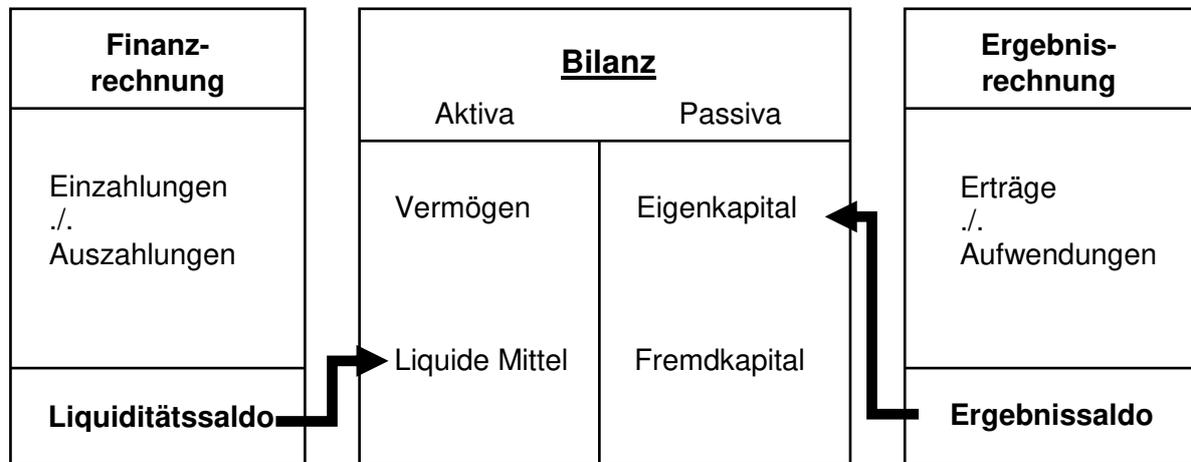 Finanz-
rechnung
Einzahlungen
./.
Auszahlungen
Liquiditätssaldo
Bilanz
Aktiva Passiva
Vermögen Eigenkapital
Liquide Mittel Fremdkapital
Ergebnis-
rechnung
Erträge
./.
Aufwendungen
Ergebnissaldo